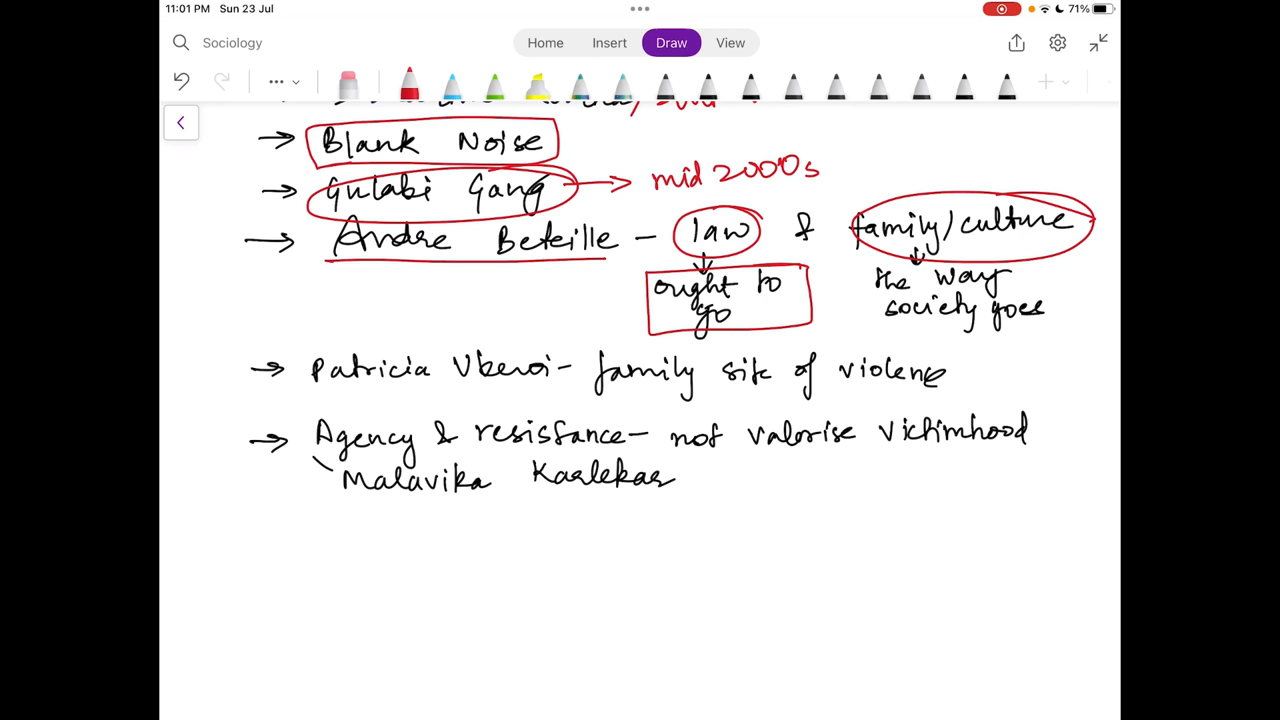 11:01 PM Sun 23 Jul
71%
Sociology
Home Insert Draw View
→ Blank Noise
→ Gulabi Gang → mid 2000s
→ Andre Beteille - law & family/culture
ought to go
the way society goes
→ Patricia Uberoi - family site of violence
→ Agency & resistance - not valorise victimhood
Malavika Karlekar